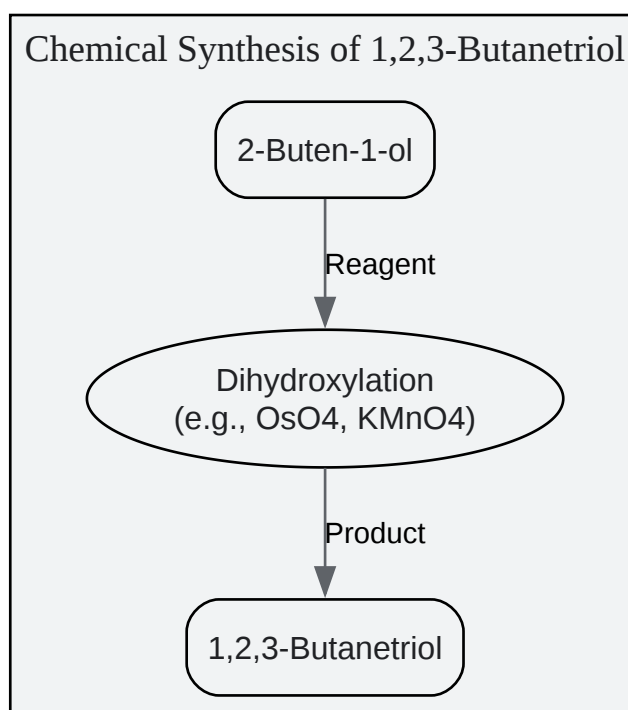 Chemical Synthesis of 1,2,3-Butanetriol
2-Buten-1-ol
Reagent
Dihydroxylation
(e.g., OsO4, KMnO4)
Product
1,2,3-Butanetriol